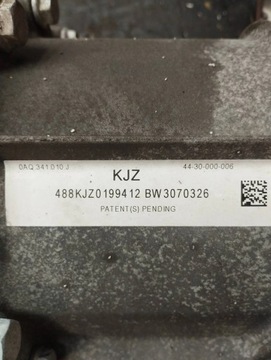 0AQ.341.010.J 44-30-000-006
KJZ
488KJZ0199412 BW3070326
PATENT(S) PENDING